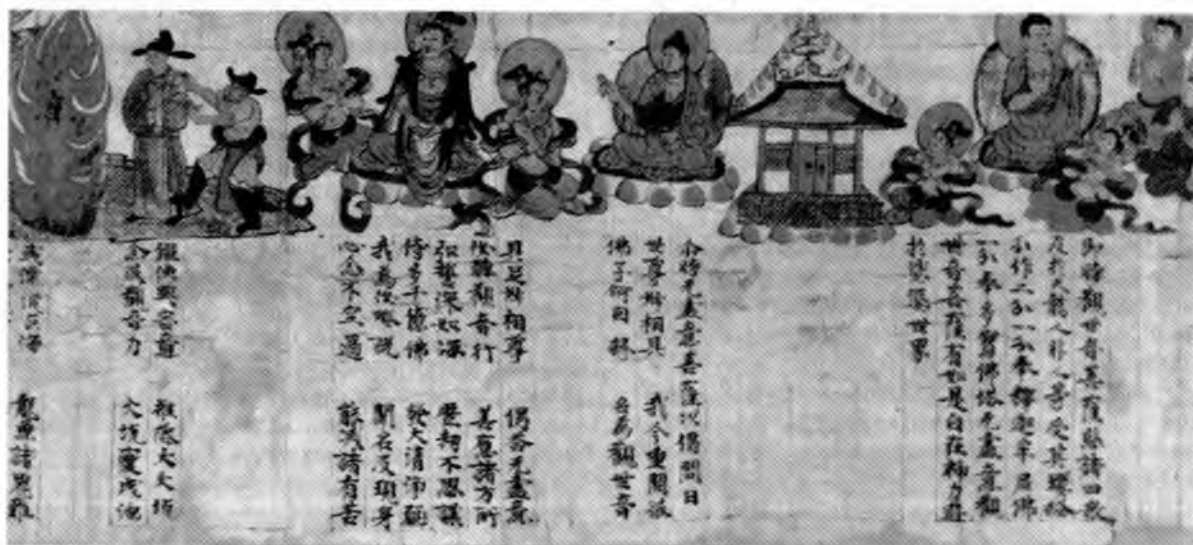 即時觀世音菩薩愍諸四衆
及於天龍人非人等受其瓔珞
分作二分一分奉釋迦牟尼佛
一分奉多寶佛塔无盡意觀
世音菩薩有如是自在神力遊
於娑婆世界
尒時无盡意菩薩以偈問曰
世尊妙相具 我今重問彼
佛子何因緣 名為觀世音
具足妙相尊 偈荅无盡意
汝聽觀音行 善應諸方所
弘誓深如海 歷劫不思議
侍多千億佛 發大清淨願
我為汝略說 聞名及見身
心念不空過 能滅諸有苦
使興害意 推落大火坑
念彼觀音力 火坑變成池
或漂流巨海 龍魚諸鬼難